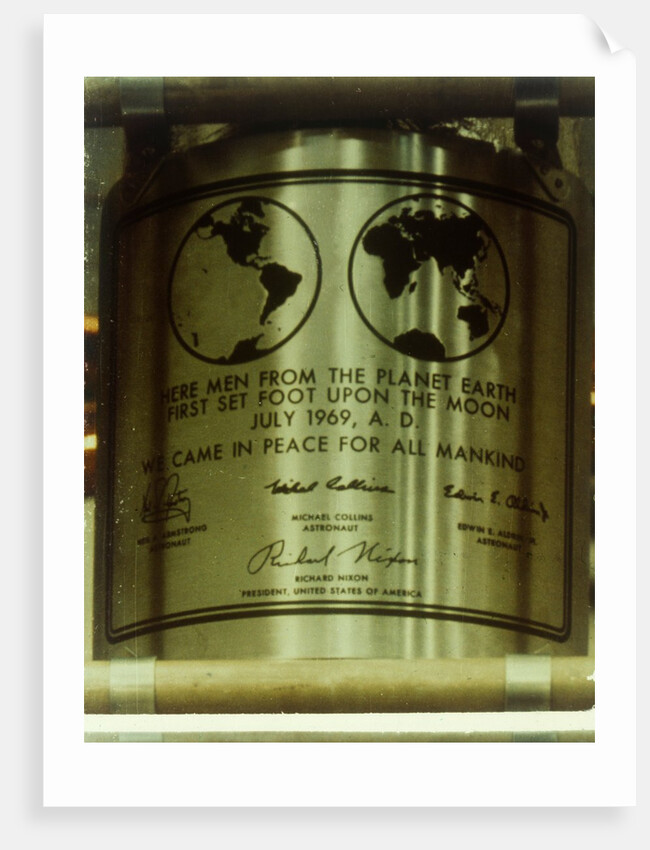 HERE MEN FROM THE PLANET EARTH
FIRST SET FOOT UPON THE MOON
JULY 1969, A. D.
WE CAME IN PEACE FOR ALL MANKIND
Michael Collins
Edwin E. Aldrin Jr
ARMSTRONG
ASTRONAUT
MICHAEL COLLINS
ASTRONAUT
EDWIN E. ALDRIN, JR.
ASTRONAUT
Richard Nixon
RICHARD NIXON
PRESIDENT, UNITED STATES OF AMERICA